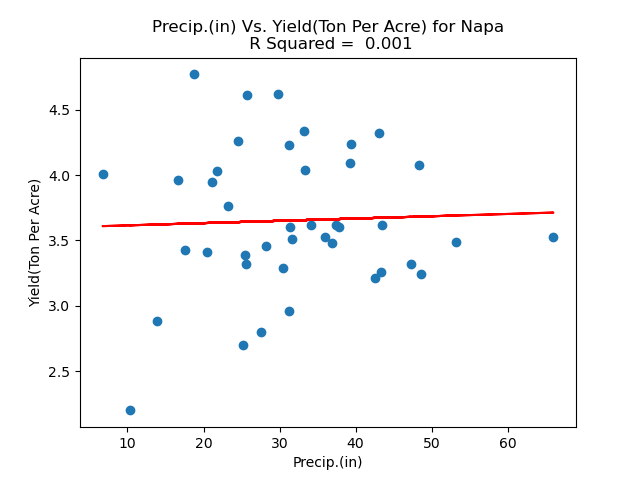 Precip.(in) Vs. Yield(Ton Per Acre) for Napa
R Squared =  0.001
Yield(Ton Per Acre)
4.5
4.0
3.5
3.0
2.5
10 20 30 40 50 60
Precip.(in)